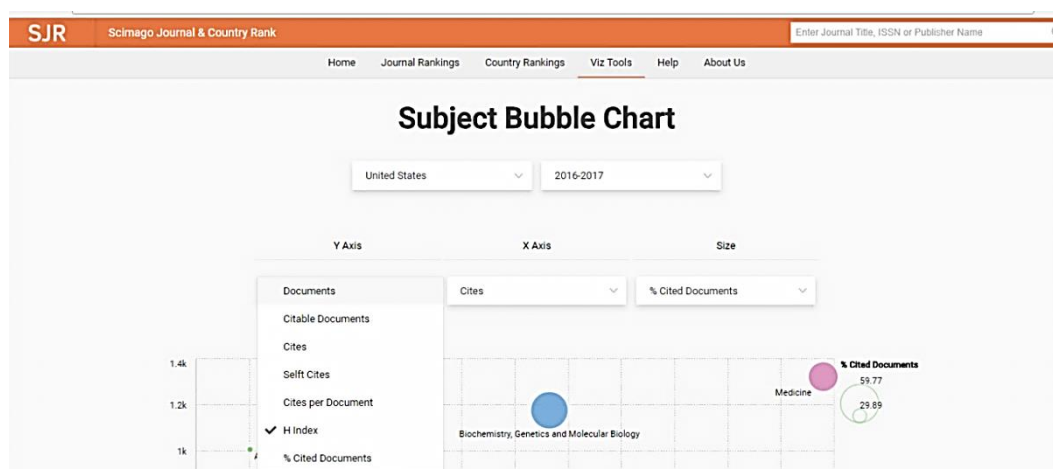 SJR
Scimago Journal & Country Rank
Enter Journal Title, ISSN or Publisher Name
Home Journal Rankings Country Rankings Viz Tools Help About Us
Subject Bubble Chart
United States 2016-2017
Y Axis X Axis Size
Documents Cites % Cited Documents
Citable Documents
Cites
Selft Cites
Cites per Document
H Index
% Cited Documents
1.4k
1.2k
1k
% Cited Documents
59.77
29.89
Medicine
Biochemistry, Genetics and Molecular Biology